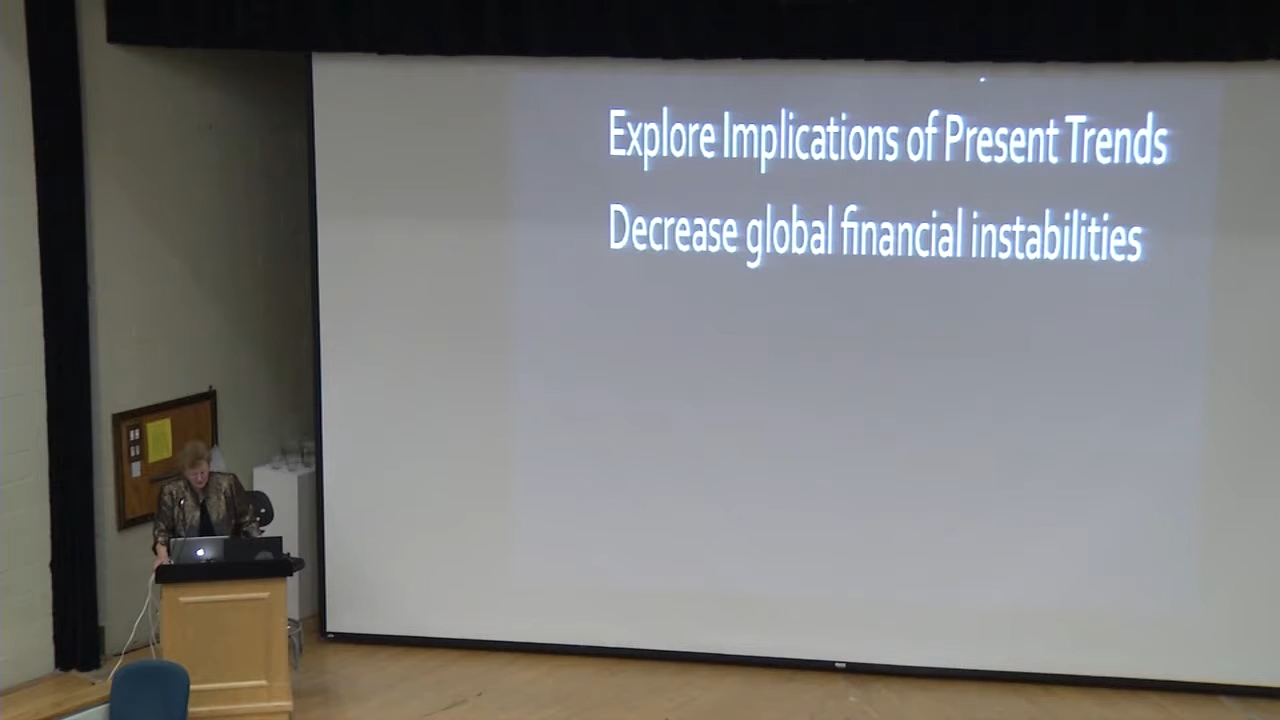 Explore Implications of Present Trends
Decrease global financial instabilities